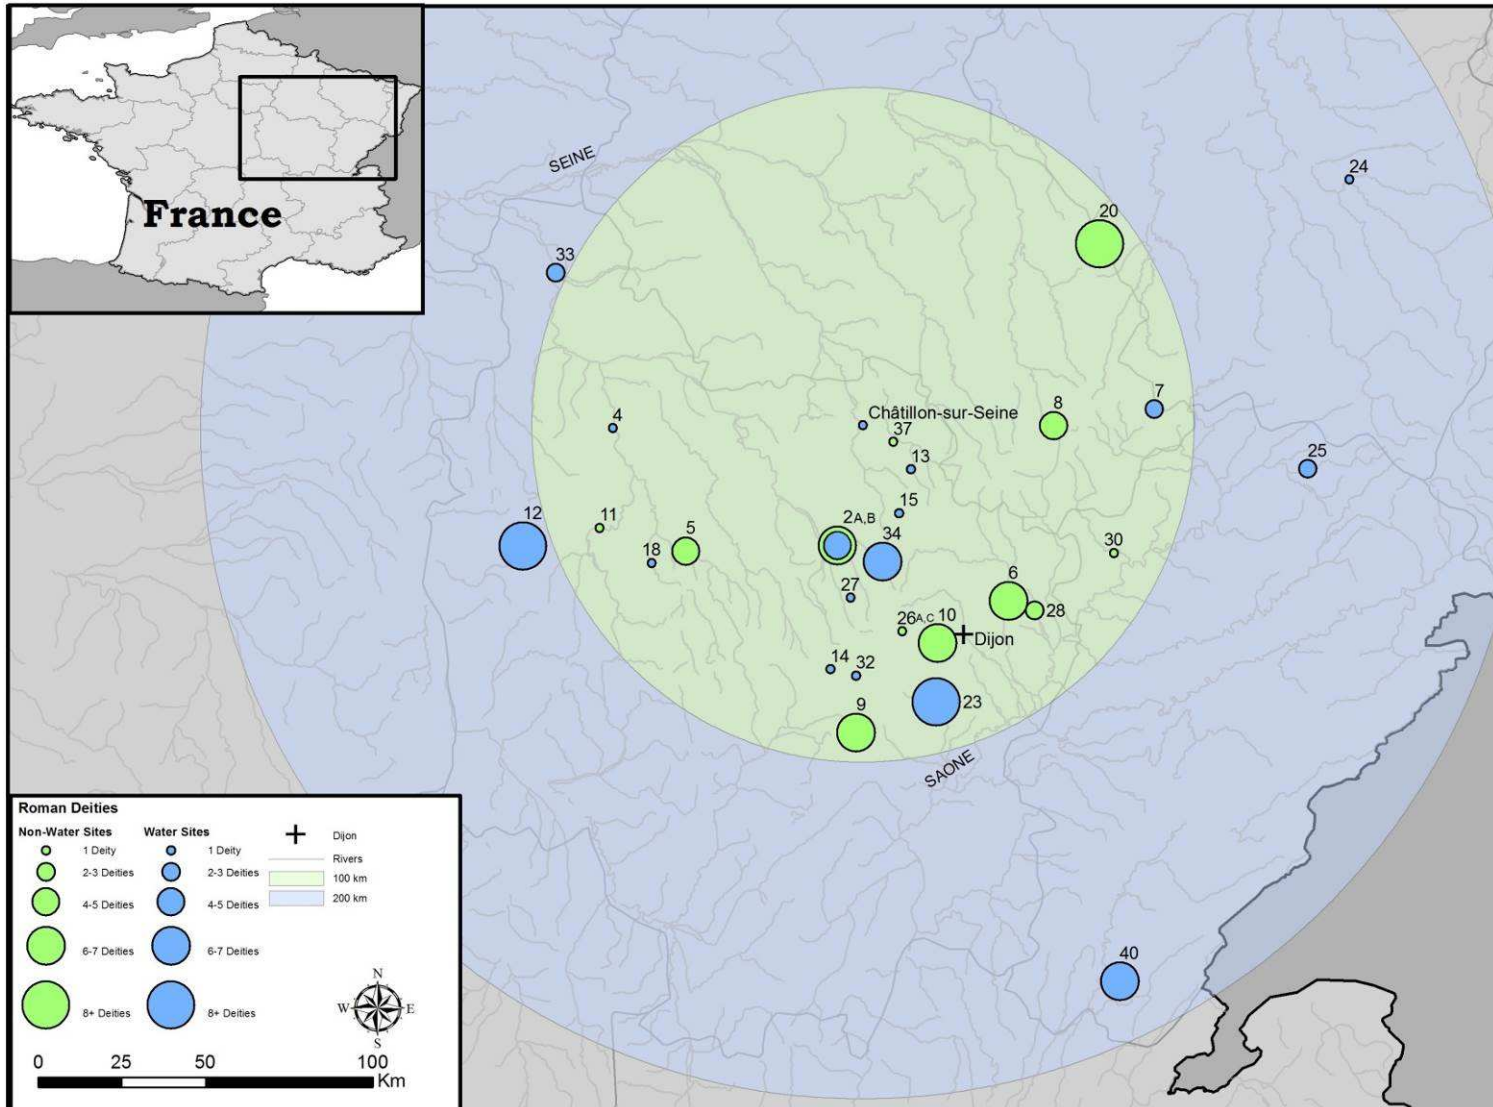 France
SEINE
24
20
33
7
8
4
Châtillon-sur-Seine
37
25
13
15
12
11
5
2A,B
34
18
30
6
27
28
26A,C
10
Dijon
14
32
23
9
SAONE
40
Roman Deities
Non-Water Sites
1 Deity
2-3 Deities
4-5 Deities
6-7 Deities
8+ Deities
Water Sites
1 Deity
2-3 Deities
4-5 Deities
6-7 Deities
8+ Deities
Dijon
Rivers
100 km
200 km
N
W E
S
0 25 50 100
Km